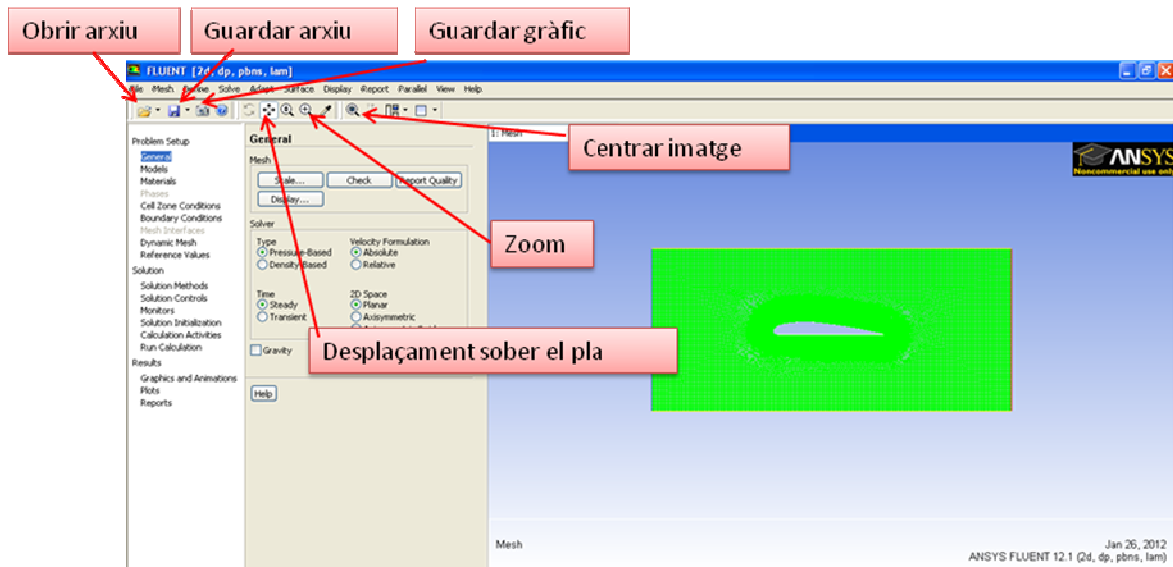 Obrir arxiu
Guardar arxiu
Guardar gràfic
FLUENT [2d, dp, pbns, lam]
File Mesh Define Solve Adapt Surface Display Report Parallel View Help
1: Mesh
Centrar imatge
ANSYS
Noncommercial use only
Problem Setup
General
Models
Materials
Phases
Cell Zone Conditions
Boundary Conditions
Mesh Interfaces
Dynamic Mesh
Reference Values
Solution
Solution Methods
Solution Controls
Monitors
Solution Initialization
Calculation Activities
Run Calculation
Results
Graphics and Animations
Plots
Reports
General
Mesh
Scale... Check Report Quality
Display...
Solver
Type
Pressure-Based
Density-Based
Velocity Formulation
Absolute
Relative
Zoom
Time
Steady
Transient
2D Space
Planar
Axisymmetric
Desplaçament sober el pla
Gravity
Help
Mesh
Jan 26, 2012
ANSYS FLUENT 12.1 (2d, dp, pbns, lam)